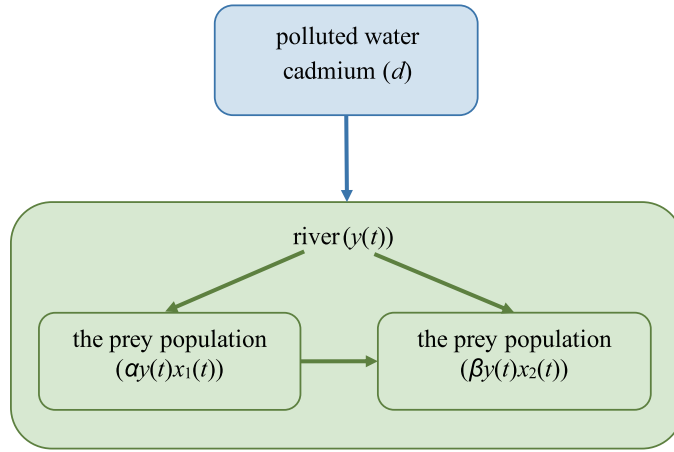 polluted water
cadmium (d)
river (y(t))
the prey population
(αy(t)x₁(t))
the prey population
(βy(t)x₂(t))